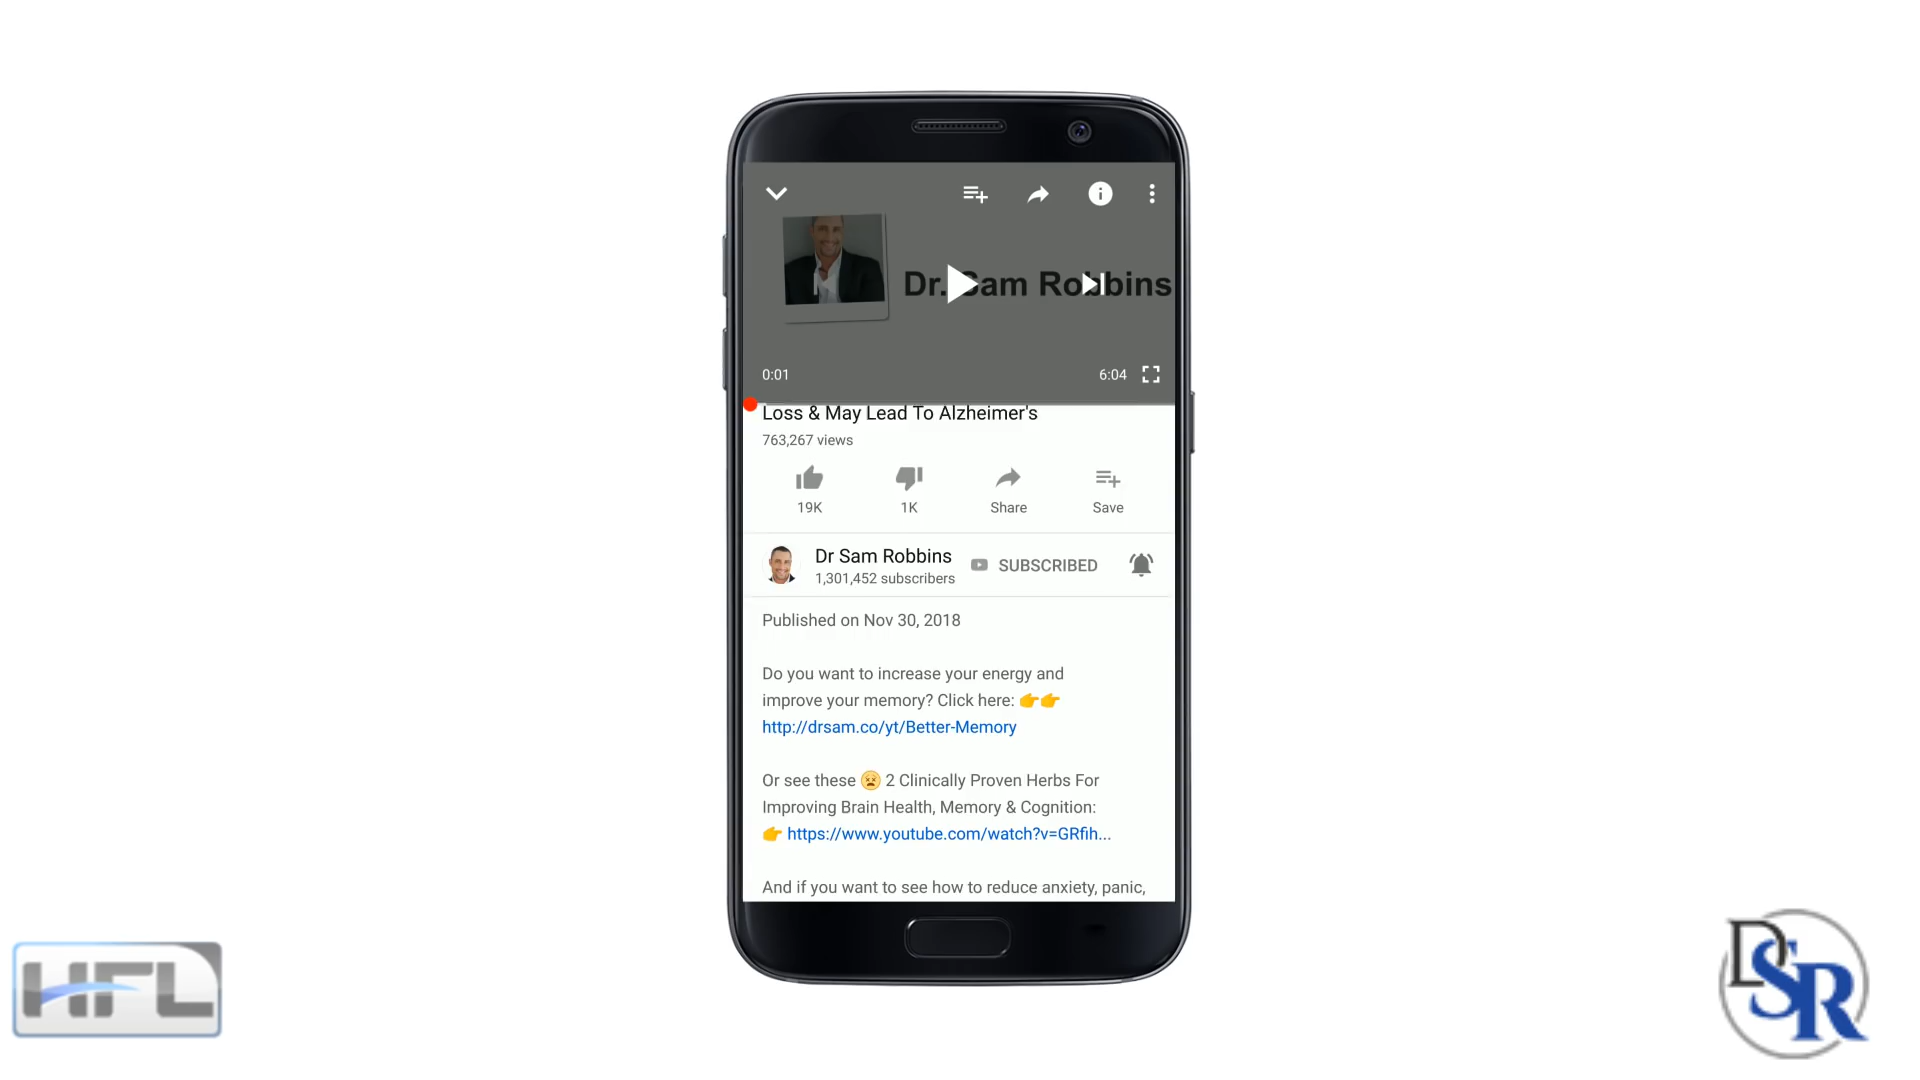 Dr. Sam Robbins
0:01
6:04
Loss & May Lead To Alzheimer's
763,267 views
19K
1K
Share
Save
Dr Sam Robbins
1,301,452 subscribers
SUBSCRIBED
Published on Nov 30, 2018
Do you want to increase your energy and
improve your memory? Click here: 👉👉
http://drsam.co/yt/Better-Memory
Or see these 😵 2 Clinically Proven Herbs For
Improving Brain Health, Memory & Cognition:
👉 https://www.youtube.com/watch?v=GRfih...
And if you want to see how to reduce anxiety, panic,
HFL
DSR